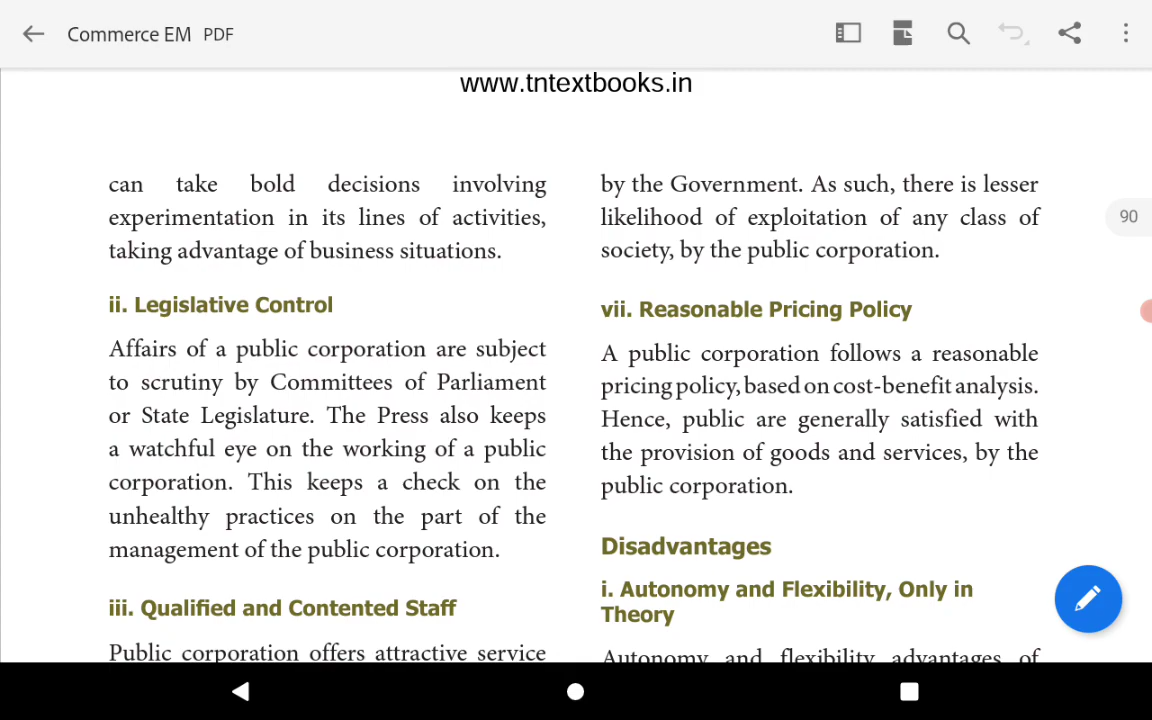 Commerce EM PDF
www.tntextbooks.in
90
can take bold decisions involving
experimentation in its lines of activities,
taking advantage of business situations.
ii. Legislative Control
Affairs of a public corporation are subject
to scrutiny by Committees of Parliament
or State Legislature. The Press also keeps
a watchful eye on the working of a public
corporation. This keeps a check on the
unhealthy practices on the part of the
management of the public corporation.
iii. Qualified and Contented Staff
Public corporation offers attractive service
by the Government. As such, there is lesser
likelihood of exploitation of any class of
society, by the public corporation.
vii. Reasonable Pricing Policy
A public corporation follows a reasonable
pricing policy, based on cost-benefit analysis.
Hence, public are generally satisfied with
the provision of goods and services, by the
public corporation.
Disadvantages
i. Autonomy and Flexibility, Only in
Theory
Autonomy and flexibility advantages of